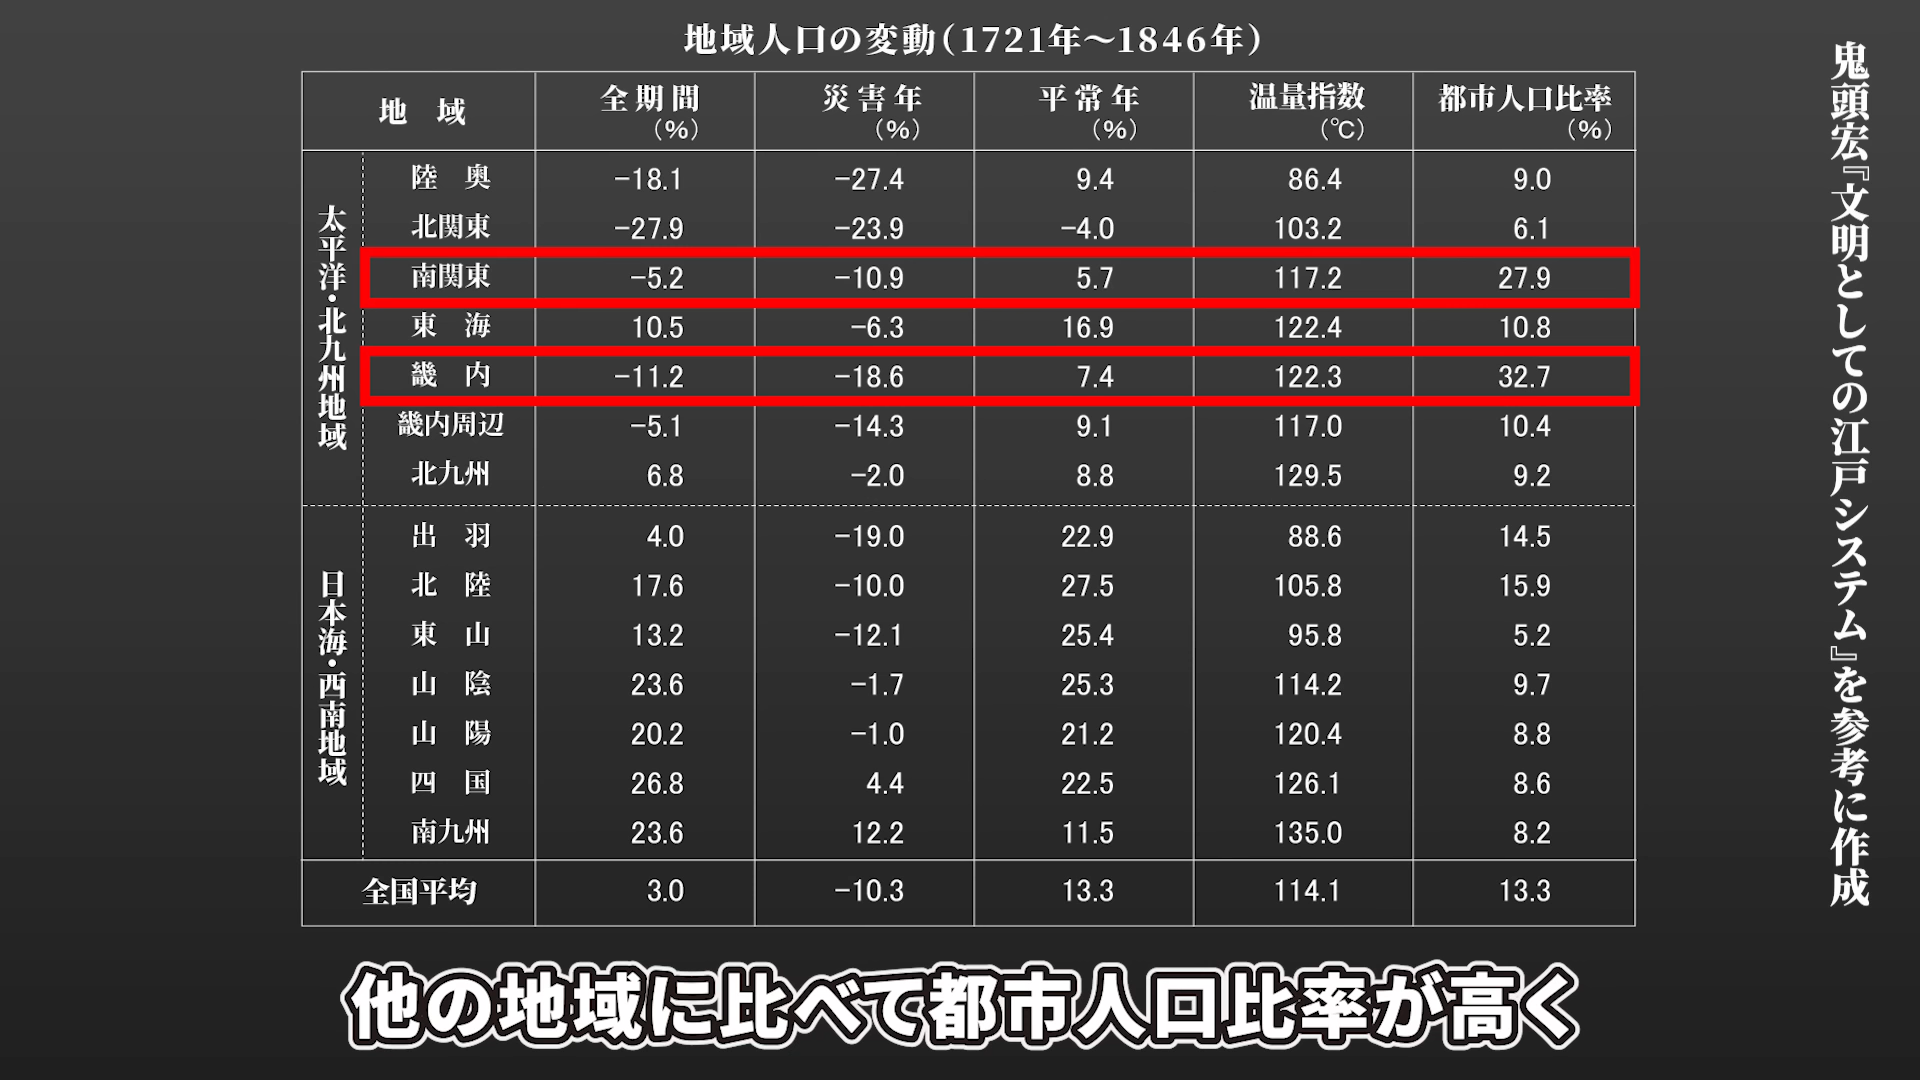 地域人口の変動(1721年～1846年)
地 域 全期間(%) 災害年(%) 平常年(%) 温量指数(℃) 都市人口比率(%)
太平洋・北九州地域
陸 奥 −18.1 −27.4 9.4 86.4 9.0
北関東 −27.9 −23.9 −4.0 103.2 6.1
南関東 −5.2 −10.9 5.7 117.2 27.9
東 海 10.5 −6.3 16.9 122.4 10.8
畿 内 −11.2 −18.6 7.4 122.3 32.7
畿内周辺 −5.1 −14.3 9.1 117.0 10.4
北九州 6.8 −2.0 8.8 129.5 9.2
日本海・西南地域
出 羽 4.0 −19.0 22.9 88.6 14.5
北 陸 17.6 −10.0 27.5 105.8 15.9
東 山 13.2 −12.1 25.4 95.8 5.2
山 陰 23.6 −1.7 25.3 114.2 9.7
山 陽 20.2 −1.0 21.2 120.4 8.8
四 国 26.8 4.4 22.5 126.1 8.6
南九州 23.6 12.2 11.5 135.0 8.2
全国平均 3.0 −10.3 13.3 114.1 13.3
鬼頭宏『文明としての江戸システム』を参考に作成
他の地域に比べて都市人口比率が高く